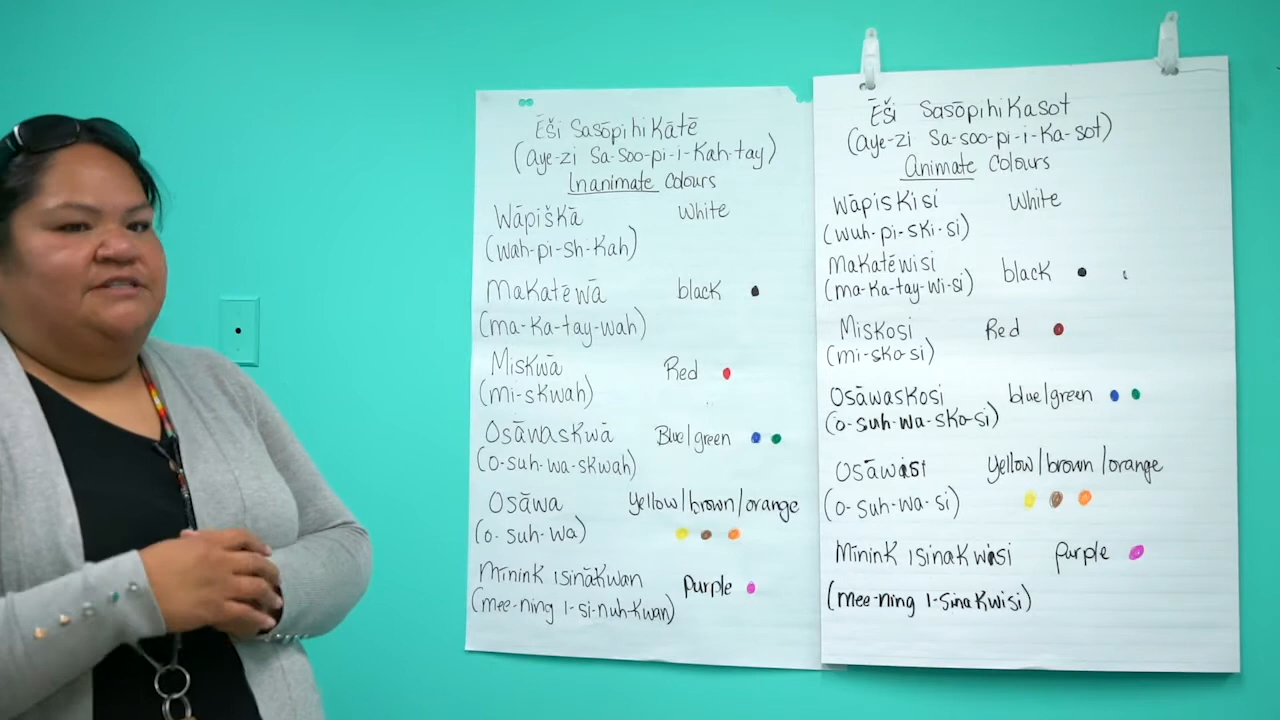 Ēši Sasōpihikātē
(aye-zi Sa-soo-pi-i-Kah-tay)
Inanimate Colours
Wāpiškā White
(wah-pi-sh-Kah)
Makatēwā black
(ma-Ka-tay-wah)
Miskwā Red
(mi-skwah)
Osāwaskwā Blue/green
(o-suh-wa-skwah)
Osāwa Yellow/brown/orange
(o-suh-wa)
Mīnink isinākwan purple
(mee-ning i-si-nuh-kwan)
Ēši Sasōpihikasot
(aye-zi Sa-soo-pi-i-Ka-sot)
animate Colours
Wāpiskisi White
(wuh-pi-ski-si)
Makatēwisi black
(ma-ka-tay-wi-si)
Miskosi Red
(mi-sko-si)
Osāwaskosi blue/green
(o-suh-wa-sko-si)
Osāwisi Yellow/brown/orange
(o-suh-wa-si)
Mīnink isinakwisi purple
(mee-ning i-sinakwisi)